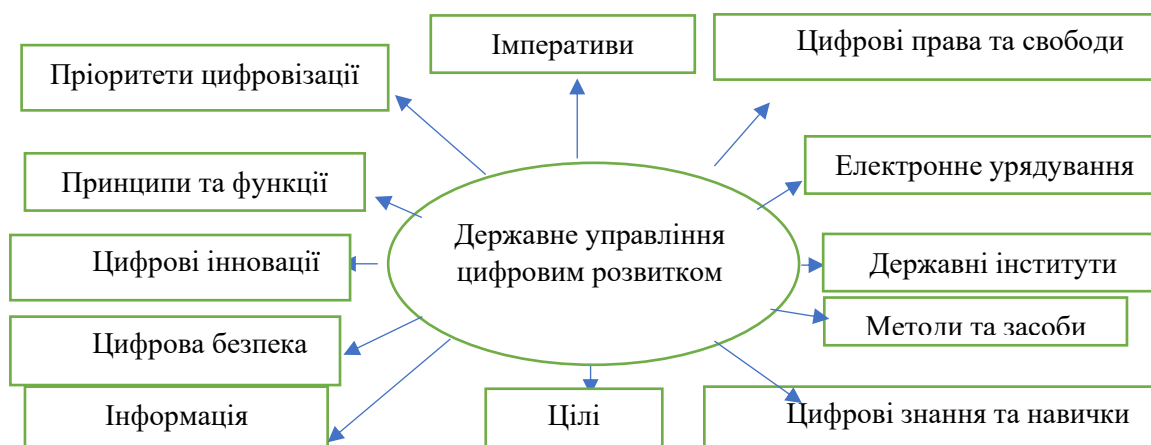 Імперативи
Цифрові права та свободи
Пріоритети цифровізації
Електронне урядування
Принципи та функції
Державне управління
цифровим розвитком
Цифрові інновації
Державні інститути
Методи та засоби
Цифрова безпека
Інформація
Цілі
Цифрові знання та навички